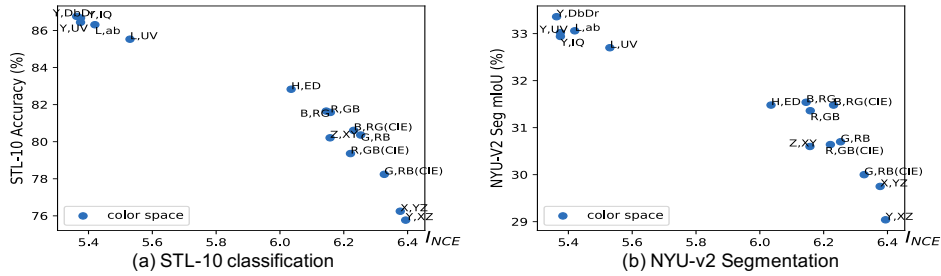 Y,DbDr
Y,IQ
Y,UV
L,ab
L,UV
H,ED
R,GB
B,RG
B,RG(CIE)
Z,XY
G,RB
R,GB(CIE)
G,RB(CIE)
X,YZ
Y,XZ
STL-10 Accuracy (%)
86
84
82
80
78
76
color space
5.4 5.6 5.8 6.0 6.2 6.4
I_NCE
(a) STL-10 classification
Y,DbDr
Y,UV
L,ab
Y,IQ
L,UV
H,ED
B,RG
B,RG(CIE)
R,GB
Z,XY
G,RB
R,GB(CIE)
G,RB(CIE)
X,YZ
Y,XZ
NYU-V2 Seg mIoU (%)
33
32
31
30
29
color space
5.4 5.6 5.8 6.0 6.2 6.4
I_NCE
(b) NYU-v2 Segmentation